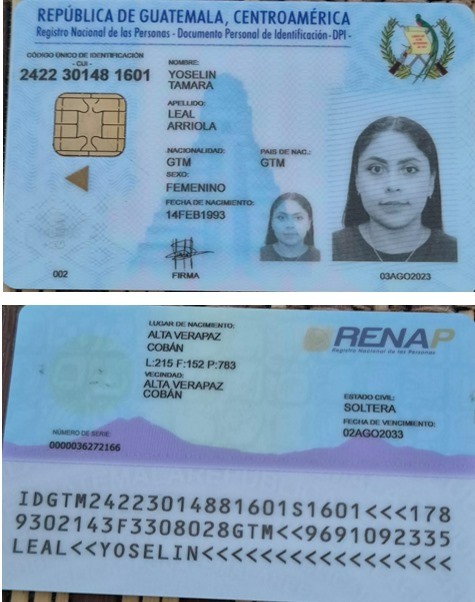 REPÚBLICA DE GUATEMALA, CENTROAMÉRICA
Registro Nacional de las Personas - Documento Personal de Identificación -DPI-
CÓDIGO ÚNICO DE IDENTIFICACIÓN
- CUI -
2422 30148 1601
NOMBRE:
YOSELIN
TAMARA
APELLIDO:
LEAL
ARRIOLA
NACIONALIDAD:
GTM
PAIS DE NAC.:
GTM
SEXO:
FEMENINO
FECHA DE NACIMIENTO:
14FEB1993
002
FIRMA
03AGO2023
LUGAR DE NACIMIENTO:
ALTA VERAPAZ
COBÁN
L:215 F:152 P:783
VECINDAD:
ALTA VERAPAZ
COBÁN
RENAP
Registro Nacional de las Personas
ESTADO CIVIL:
SOLTERA
FECHA DE VENCIMIENTO:
02AGO2033
NÚMERO DE SERIE
0000036272166
IDGTM24223014881601S1601<<<178
9302143F3308028GTM<<9691092335
LEAL<<YOSELIN<<<<<<<<<<<<<<<<<